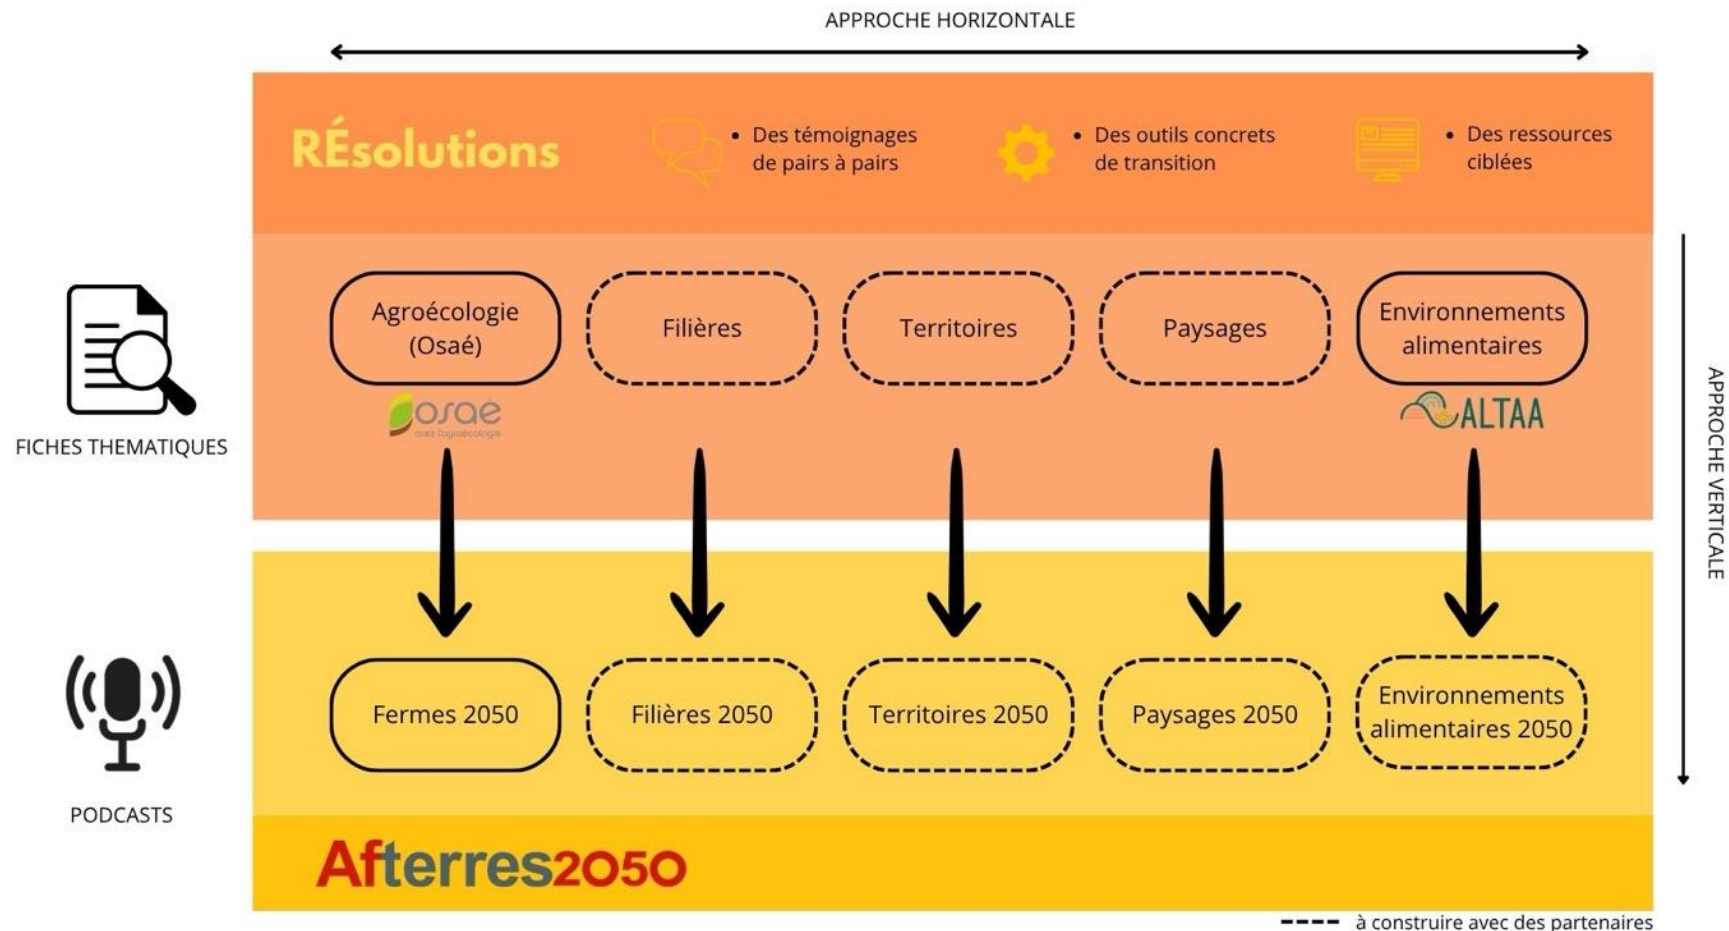 APPROCHE HORIZONTALE
RÉsolutions
• Des témoignages
de pairs à pairs
• Des outils concrets
de transition
• Des ressources
ciblées
FICHES THEMATIQUES
Agroécologie
(Osaé)
Filières
Territoires
Paysages
Environnements
alimentaires
osaé
osez l'agroécologie
ALTAA
APPROCHE VERTICALE
PODCASTS
Fermes 2050
Filières 2050
Territoires 2050
Paysages 2050
Environnements
alimentaires 2050
Afterres2050
à construire avec des partenaires